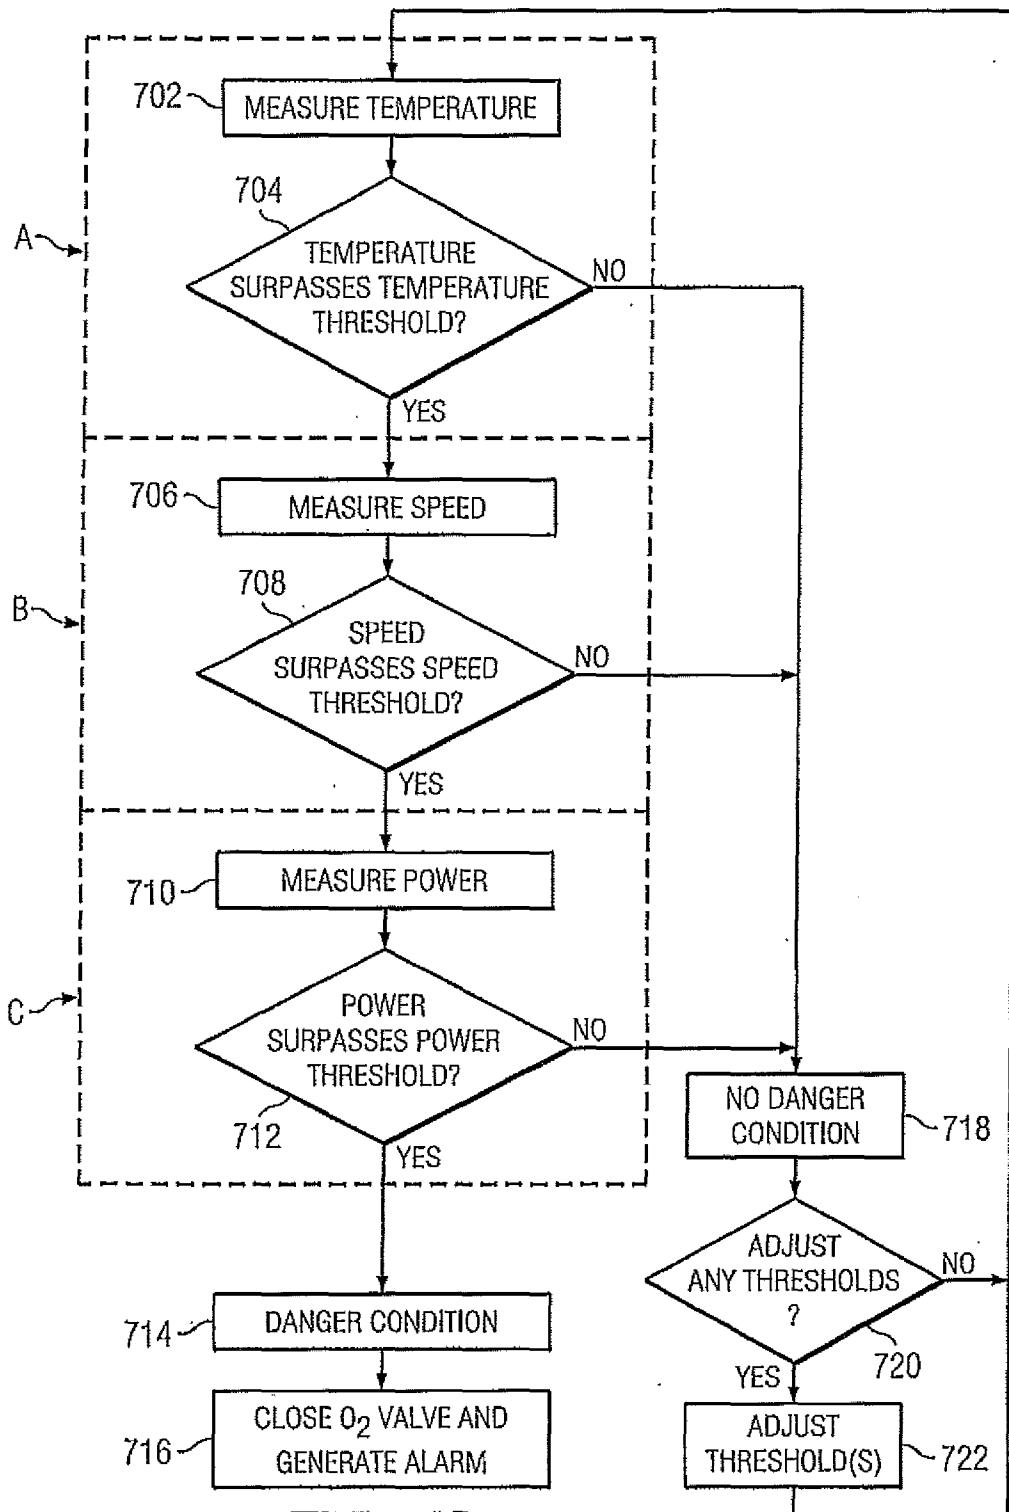 702
MEASURE TEMPERATURE
704
A
TEMPERATURE
SURPASSES TEMPERATURE
THRESHOLD?
NO
YES
706
MEASURE SPEED
708
B
SPEED
SURPASSES SPEED
THRESHOLD?
NO
YES
710
MEASURE POWER
C
POWER
SURPASSES POWER
THRESHOLD?
NO
712
YES
NO DANGER
CONDITION
718
ADJUST
ANY THRESHOLDS
?
NO
720
YES
714
DANGER CONDITION
716
CLOSE O2 VALVE AND
GENERATE ALARM
ADJUST
THRESHOLD(S)
722